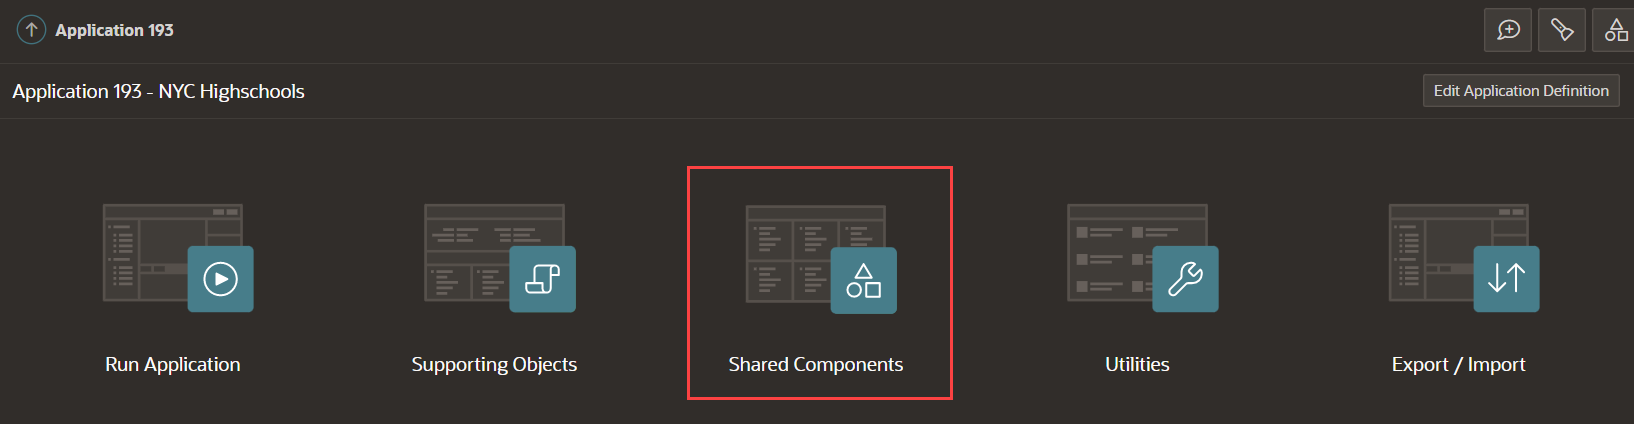 Application 193
Application 193 - NYC Highschools
Edit Application Definition
Run Application
Supporting Objects
Shared Components
Utilities
Export / Import